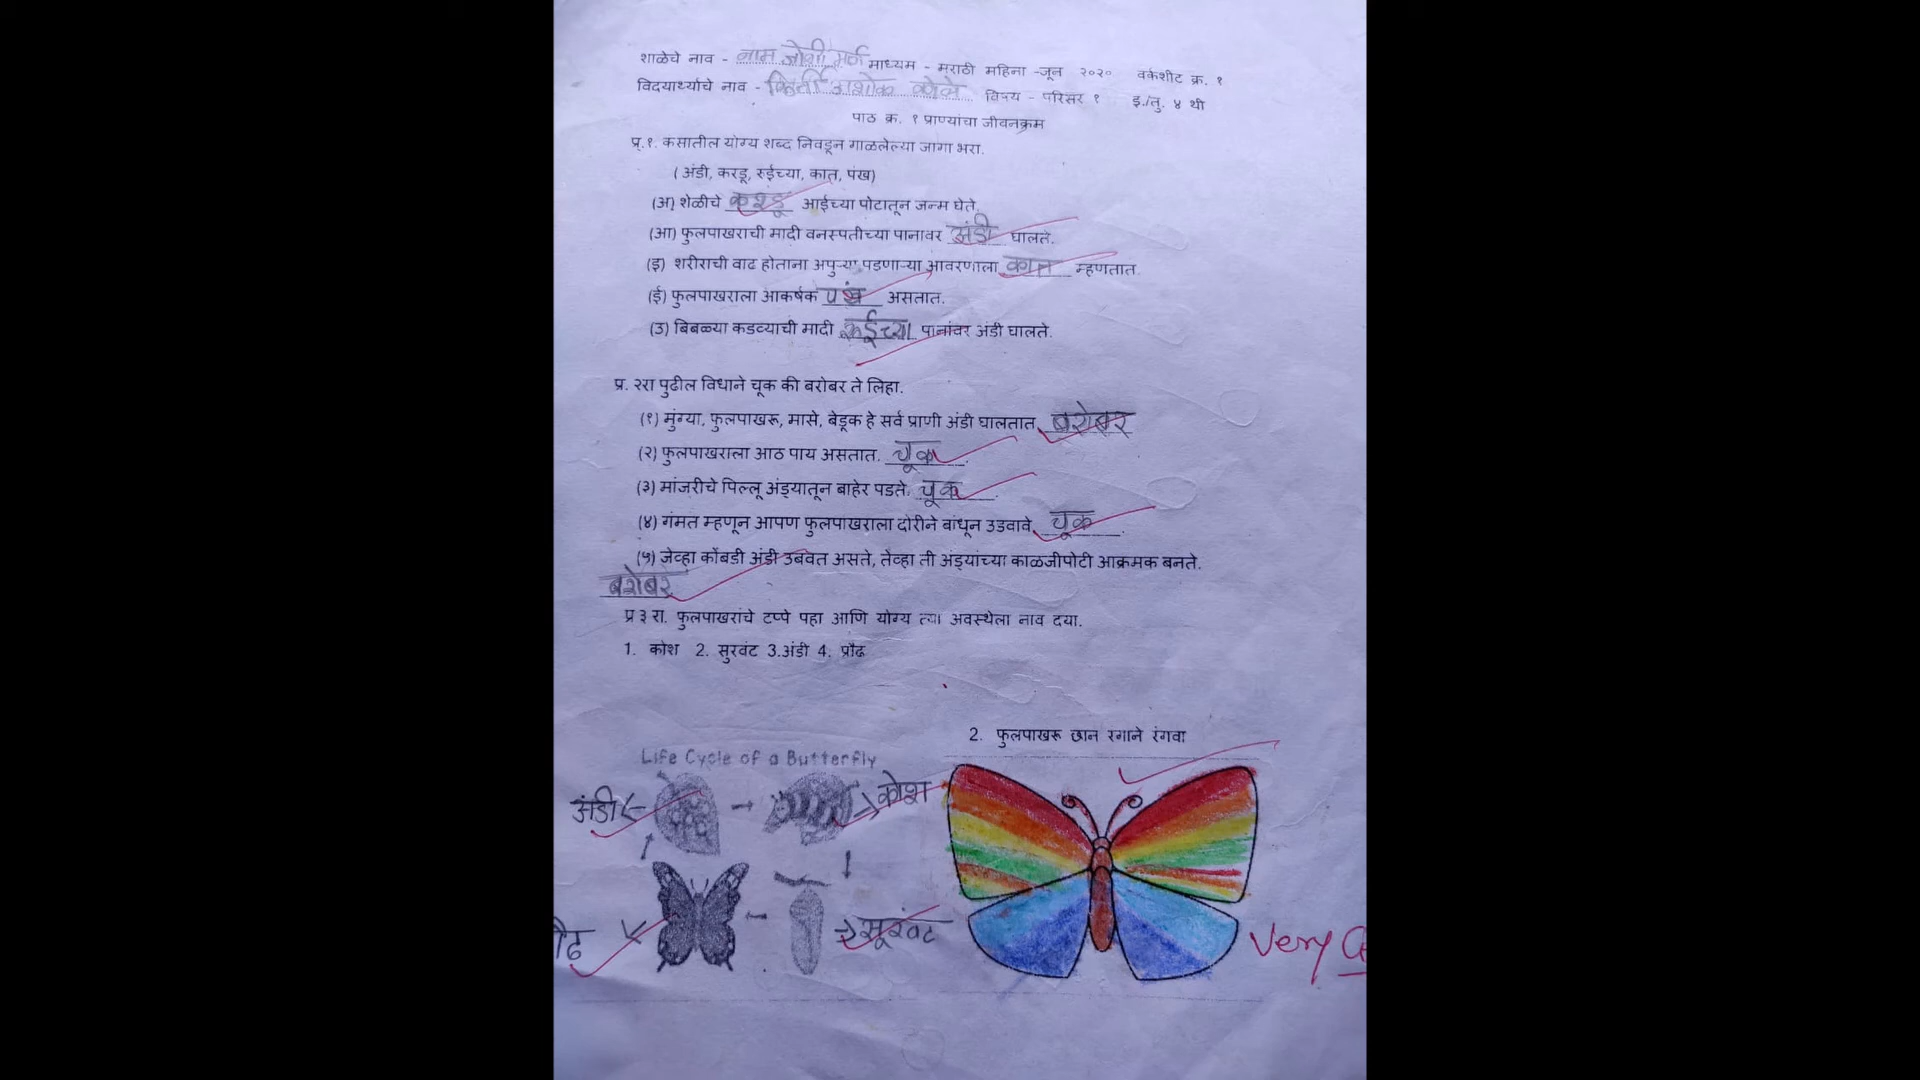 शाळेचे नाव - नाम जोशी मार्ग माध्यम - मराठी महिना -जून २०२० वर्कशीट क्र. १
विदयार्थ्याचे नाव - अशोक विषय - परिसर १ इ./तु. ४ थी
पाठ क्र. १ प्राण्यांचा जीवनक्रम
प्र.१. कंसातील योग्य शब्द निवडून गाळलेल्या जागा भरा.
( अंडी, करडू, रुईच्या, कात, पंख)
(अ) शेळीचे करडू आईच्या पोटातून जन्म घेते.
(आ) फुलपाखराची मादी वनस्पतीच्या पानावर अंडी घालते.
(इ) शरीराची वाढ होताना अपुऱ्या पडणाऱ्या आवरणाला कात म्हणतात.
(ई) फुलपाखराला आकर्षक पंख असतात.
(उ) बिबळ्या कडव्याची मादी रूईच्या पानांवर अंडी घालते.
प्र. २रा पुढील विधाने चूक की बरोबर ते लिहा.
(१) मुंग्या, फुलपाखरू, मासे, बेडूक हे सर्व प्राणी अंडी घालतात. बरोबर
(२) फुलपाखराला आठ पाय असतात. चूक.
(३) मांजरीचे पिल्लू अंड्यातून बाहेर पडते. चूक.
(४) गंमत म्हणून आपण फुलपाखराला दोरीने बांधून उडवावे. चूक.
(५) जेव्हा कोंबडी अंडी उबवत असते, तेव्हा ती अंड्यांच्या काळजीपोटी आक्रमक बनते.
बरोबर
प्र ३ रा. फुलपाखरांचे टप्पे पहा आणि योग्य त्या अवस्थेला नाव दया.
1. कोश 2. सुरवंट 3.अंडी 4. प्रौढ
2. फुलपाखरू छान रंगाने रंगवा
Life Cycle of a Butterfly
अंडी
कोश
सूरवंट
Very